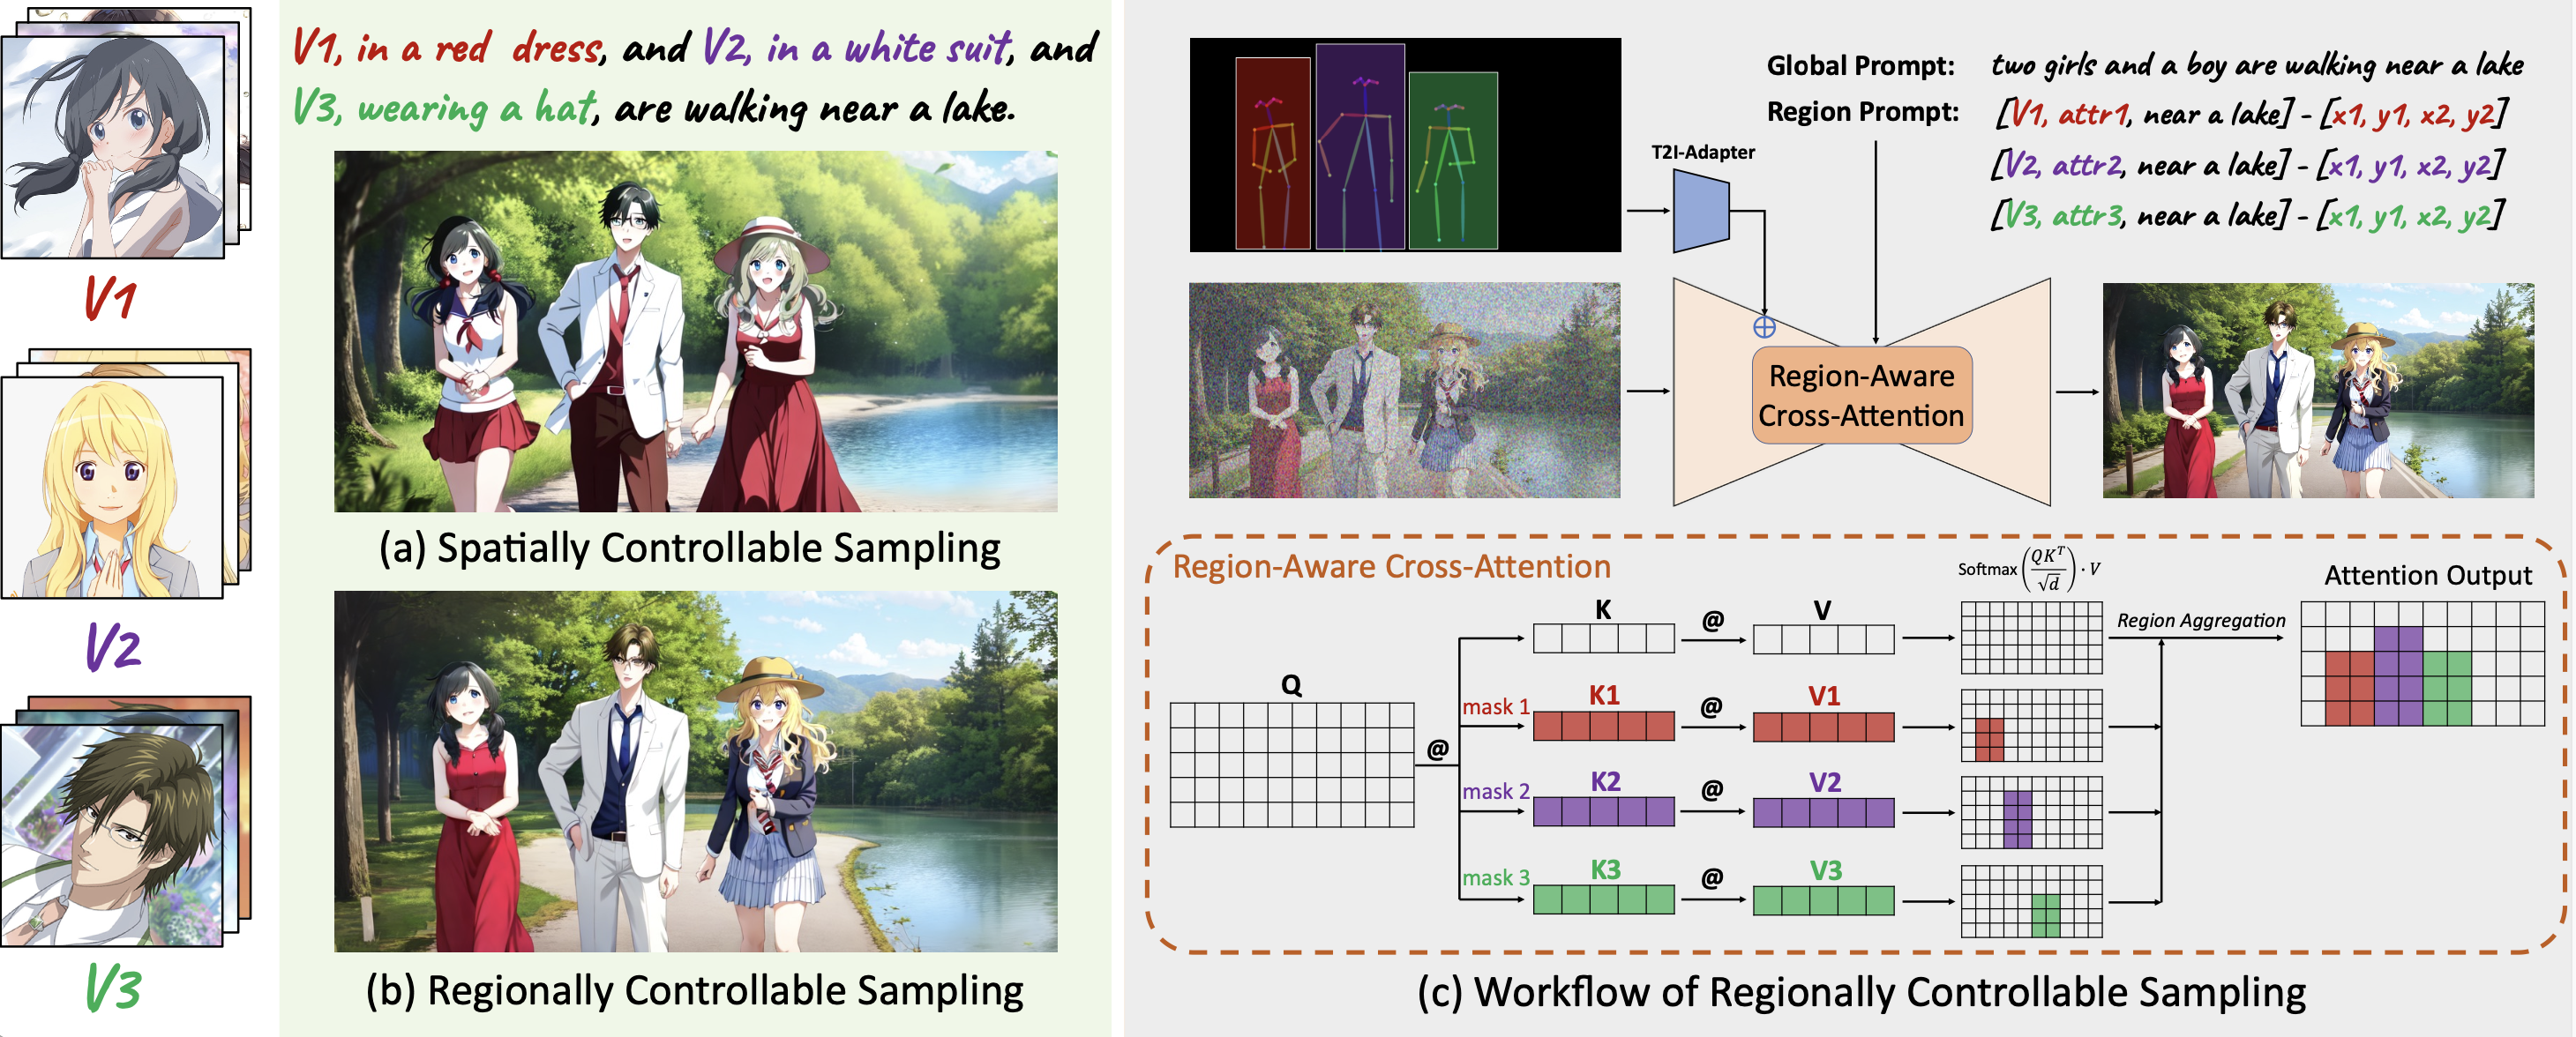 V1
V2
V3
V1, in a red dress, and V2, in a white suit, and
V3, wearing a hat, are walking near a lake.
(a) Spatially Controllable Sampling
(b) Regionally Controllable Sampling
T2I-Adapter
Global Prompt: two girls and a boy are walking near a lake
Region Prompt: [V1, attr1, near a lake] - [x1, y1, x2, y2]
[V2, attr2, near a lake] - [x1, y1, x2, y2]
[V3, attr3, near a lake] - [x1, y1, x2, y2]
Region-Aware
Cross-Attention
Region-Aware Cross-Attention
Softmax(QK^T/√d)·V
Attention Output
Q
@
K @ V
Region Aggregation
mask 1 K1 @ V1
mask 2 K2 @ V2
mask 3 K3 @ V3
(c) Workflow of Regionally Controllable Sampling